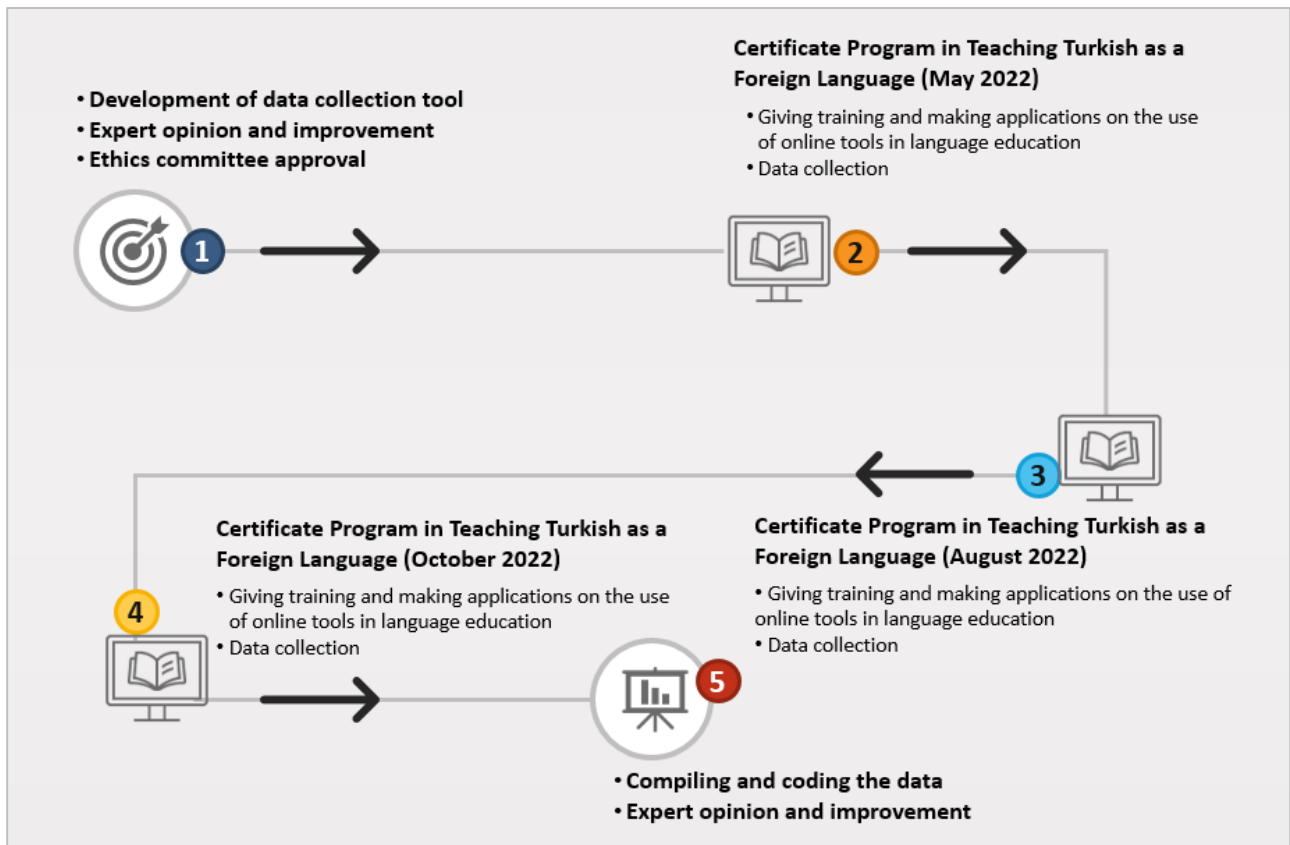 • Development of data collection tool
• Expert opinion and improvement
• Ethics committee approval
1
Certificate Program in Teaching Turkish as a
Foreign Language (May 2022)
• Giving training and making applications on the use
of online tools in language education
• Data collection
2
3
Certificate Program in Teaching Turkish as a
Foreign Language (August 2022)
• Giving training and making applications on the use of
online tools in language education
• Data collection
4
Certificate Program in Teaching Turkish as a
Foreign Language (October 2022)
• Giving training and making applications on the use
of online tools in language education
• Data collection
5
• Compiling and coding the data
• Expert opinion and improvement